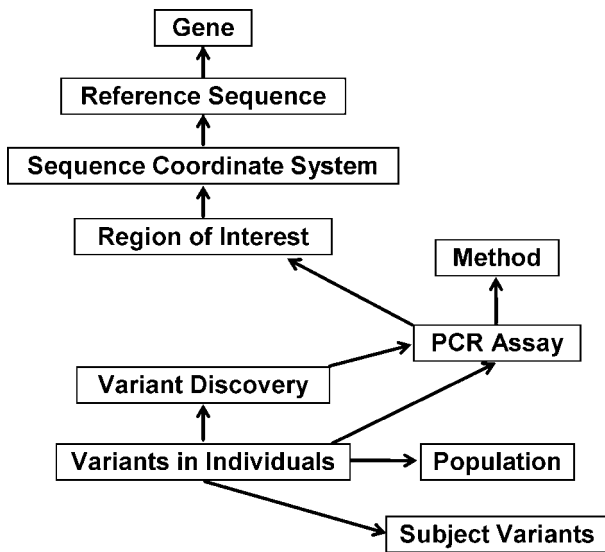 Gene
Reference Sequence
Sequence Coordinate System
Region of Interest
Method
PCR Assay
Variant Discovery
Variants in Individuals
Population
Subject Variants